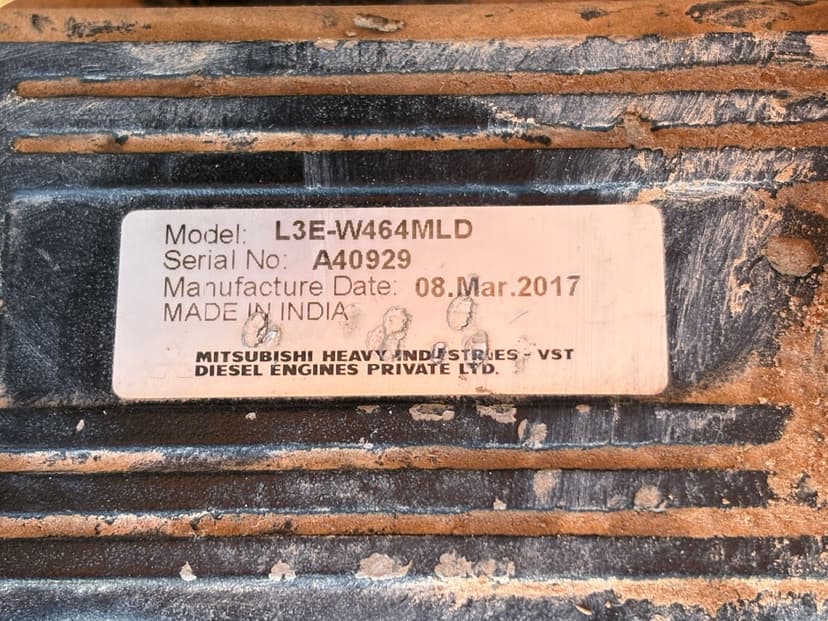 Model: L3E-W464MLD
Serial No: A40929
Manufacture Date: 08.Mar.2017
MADE IN INDIA
MITSUBISHI HEAVY INDUSTRIES - VST
DIESEL ENGINES PRIVATE LTD.